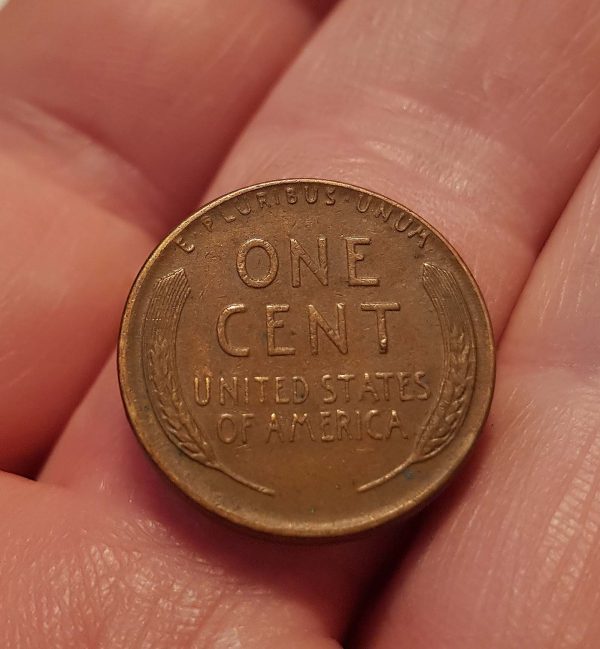 E PLURIBUS · UNUM
ONE
CENT
UNITED STATES
OF AMERICA